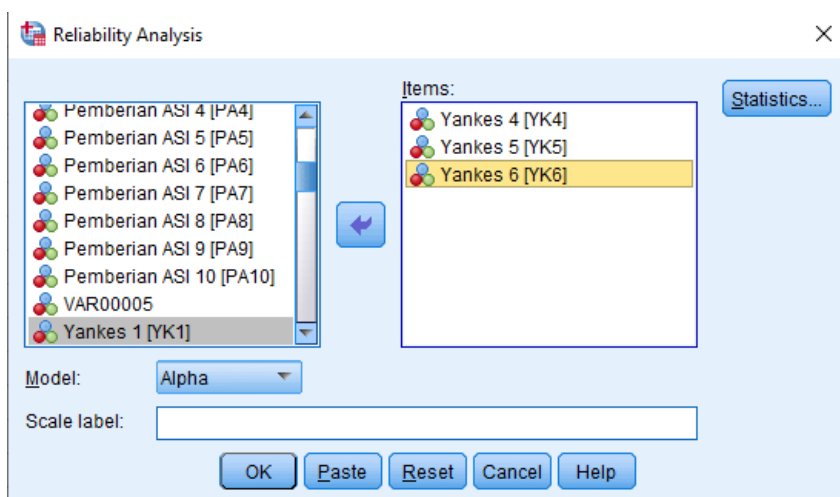 Reliability Analysis
Pemberian ASI 4 [PA4]
Pemberian ASI 5 [PA5]
Pemberian ASI 6 [PA6]
Pemberian ASI 7 [PA7]
Pemberian ASI 8 [PA8]
Pemberian ASI 9 [PA9]
Pemberian ASI 10 [PA10]
VAR00005
Yankes 1 [YK1]
Items:
Yankes 4 [YK4]
Yankes 5 [YK5]
Yankes 6 [YK6]
Statistics...
Model:
Alpha
Scale label:
OK
Paste
Reset
Cancel
Help